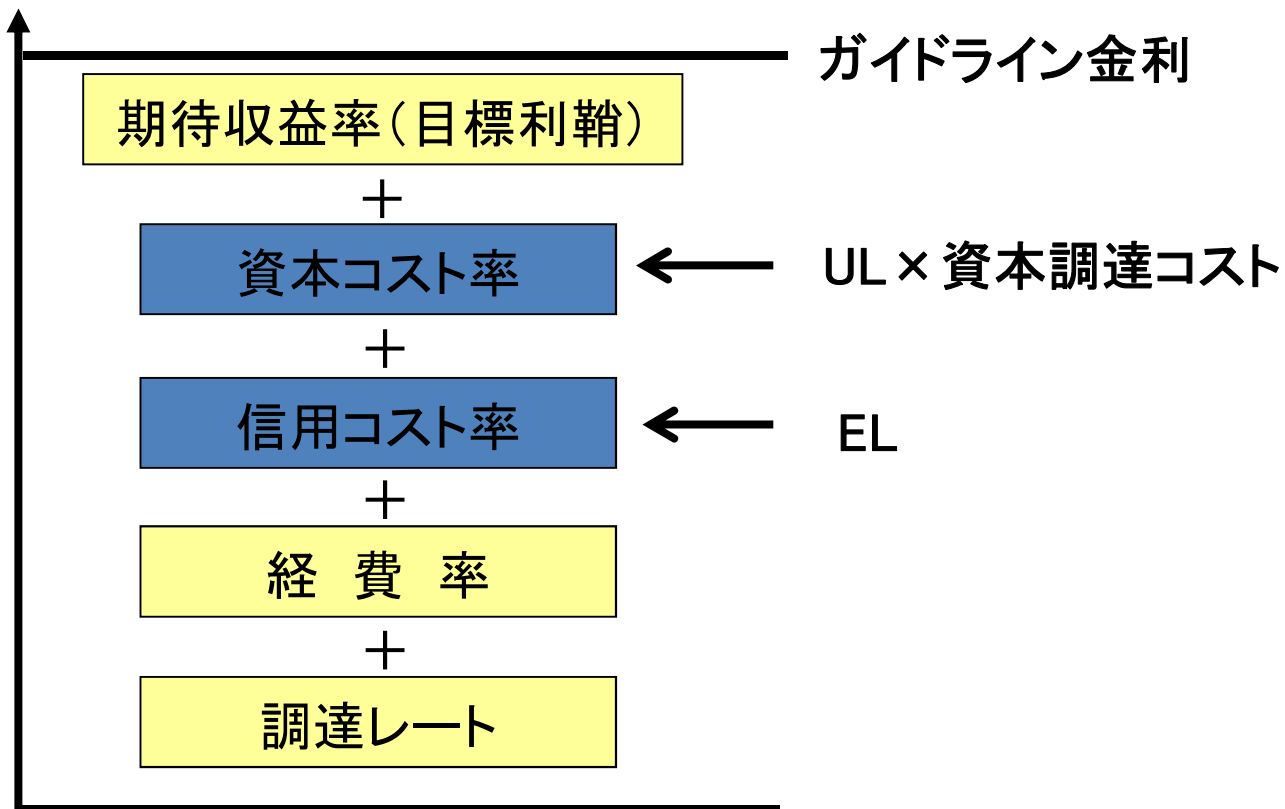 ガイドライン金利
期待収益率(目標利鞘)
+
資本コスト率
UL×資本調達コスト
+
信用コスト率
EL
+
経 費 率
+
調達レート